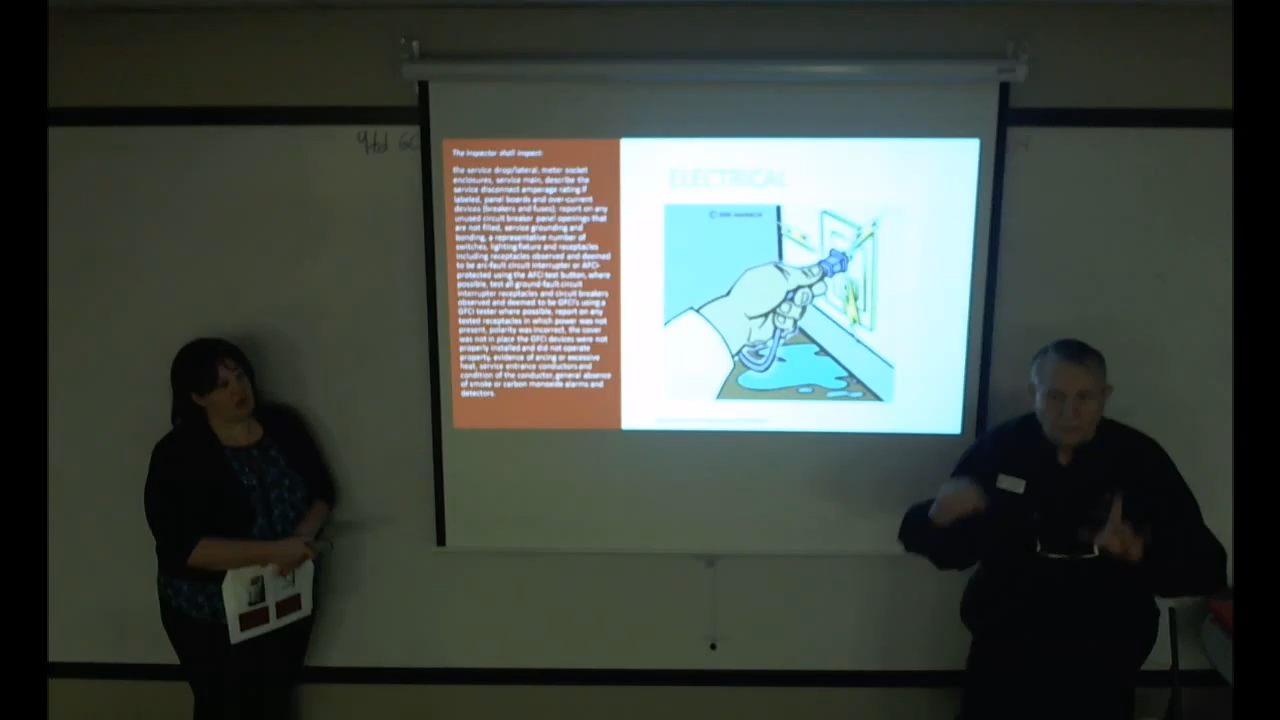 The inspector shall inspect:
the service drop/lateral, meter socket
enclosures, service main, describe the
service disconnect amperage rating if
labeled, panel boards and over-current
devices (breakers and fuses); report on any
unused circuit breaker panel openings that
are not filled, service grounding and
bonding, a representative number of
switches, lighting fixture and receptacles
including receptacles observed and deemed
to be arc-fault circuit interrupter or AFCI-
protected using the AFCI test button, where
possible, test all ground-fault circuit
interrupter receptacles and circuit breakers
observed and deemed to be GFCI's using a
GFCI tester where possible, report on any
tested receptacles in which power was not
present, polarity was incorrect, the cover
was not in place the GFCI devices were not
properly installed and did not operate
properly, evidence of arcing or excessive
heat, service entrance conductors and
condition of the conductor, general absence
of smoke or carbon monoxide alarms and
detectors.
ELECTRICAL